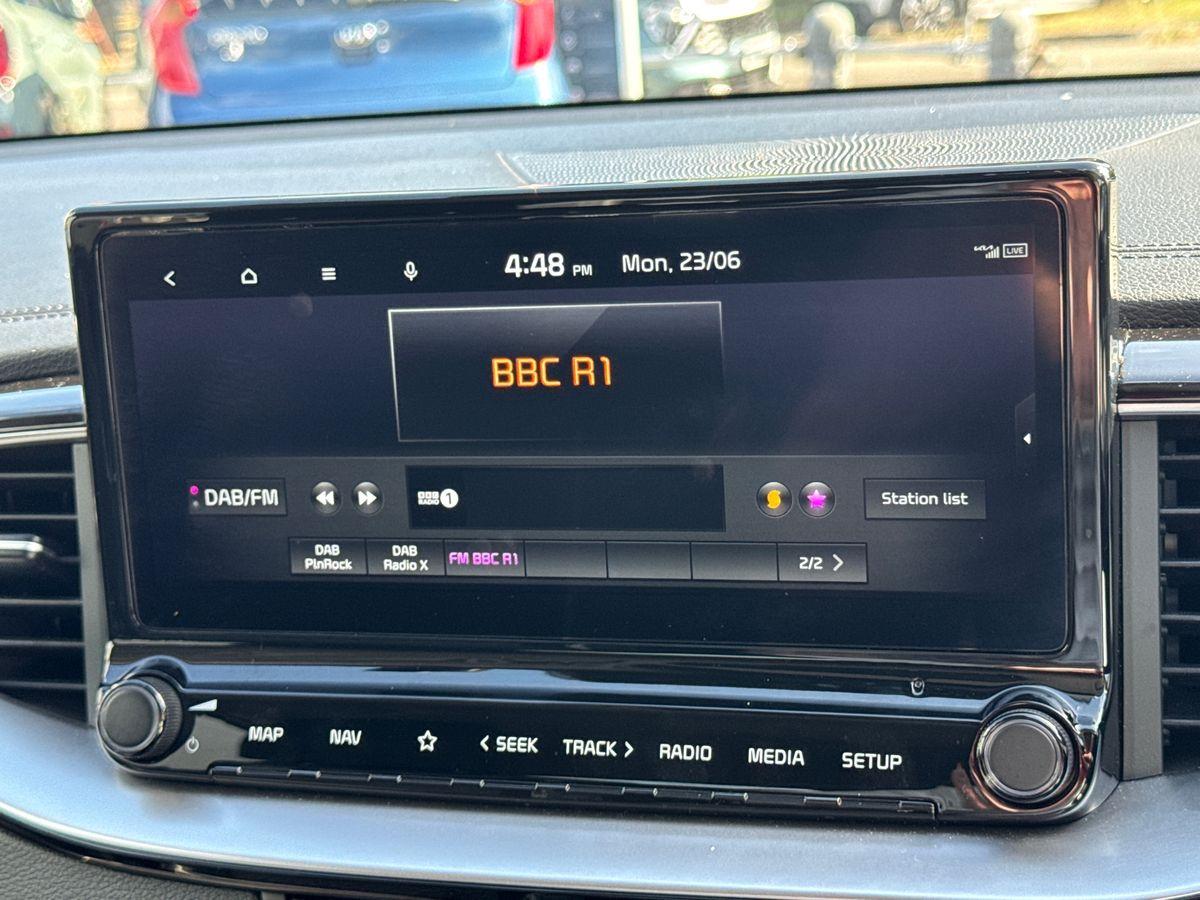 4:48 PM Mon, 23/06
LIVE
BBC R1
DAB/FM
BBC RADIO 1
Station list
DAB PlnRock
DAB Radio X
FM BBC R1
2/2
MAP
NAV
SEEK
TRACK
RADIO
MEDIA
SETUP